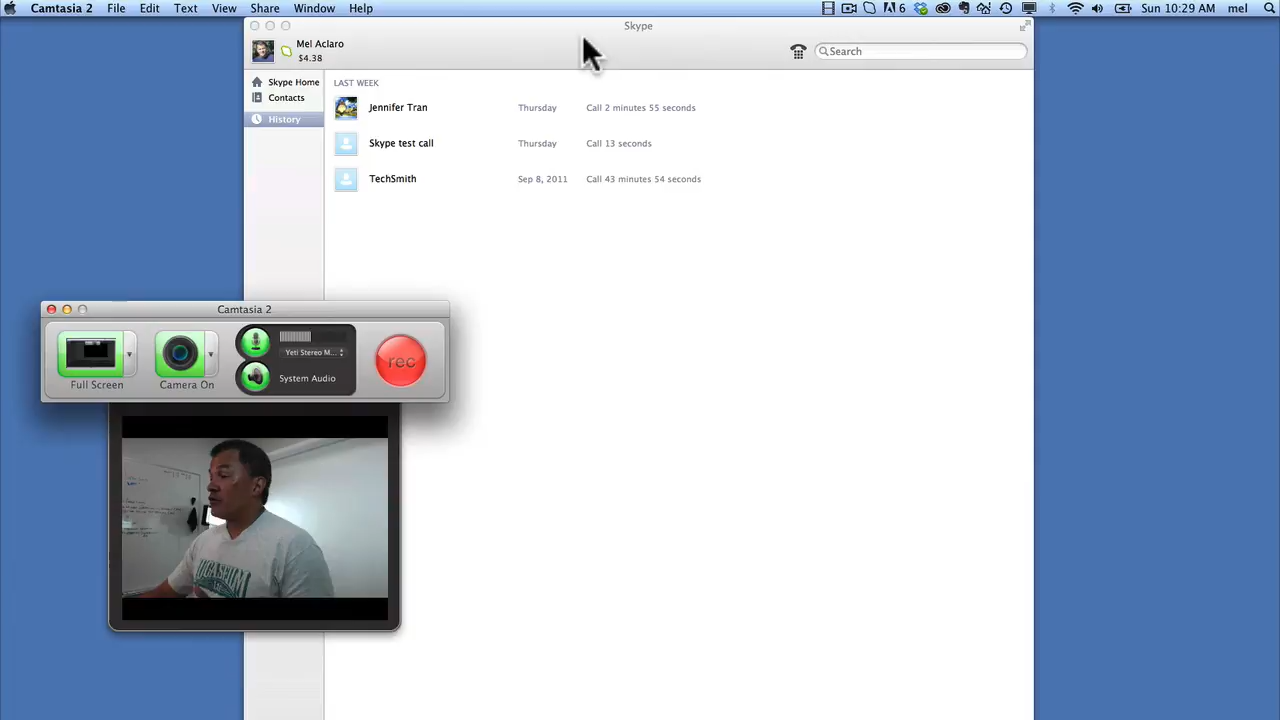 Camtasia 2 File Edit Text View Share Window Help 6 Sun 10:29 AM mel
Skype
Mel Aclaro
$4.38
Search
Skype Home
Contacts
History
LAST WEEK
Jennifer Tran Thursday Call 2 minutes 55 seconds
Skype test call Thursday Call 13 seconds
TechSmith Sep 8, 2011 Call 43 minutes 54 seconds
Camtasia 2
Full Screen
Camera On
Yeti Stereo M...
System Audio
rec